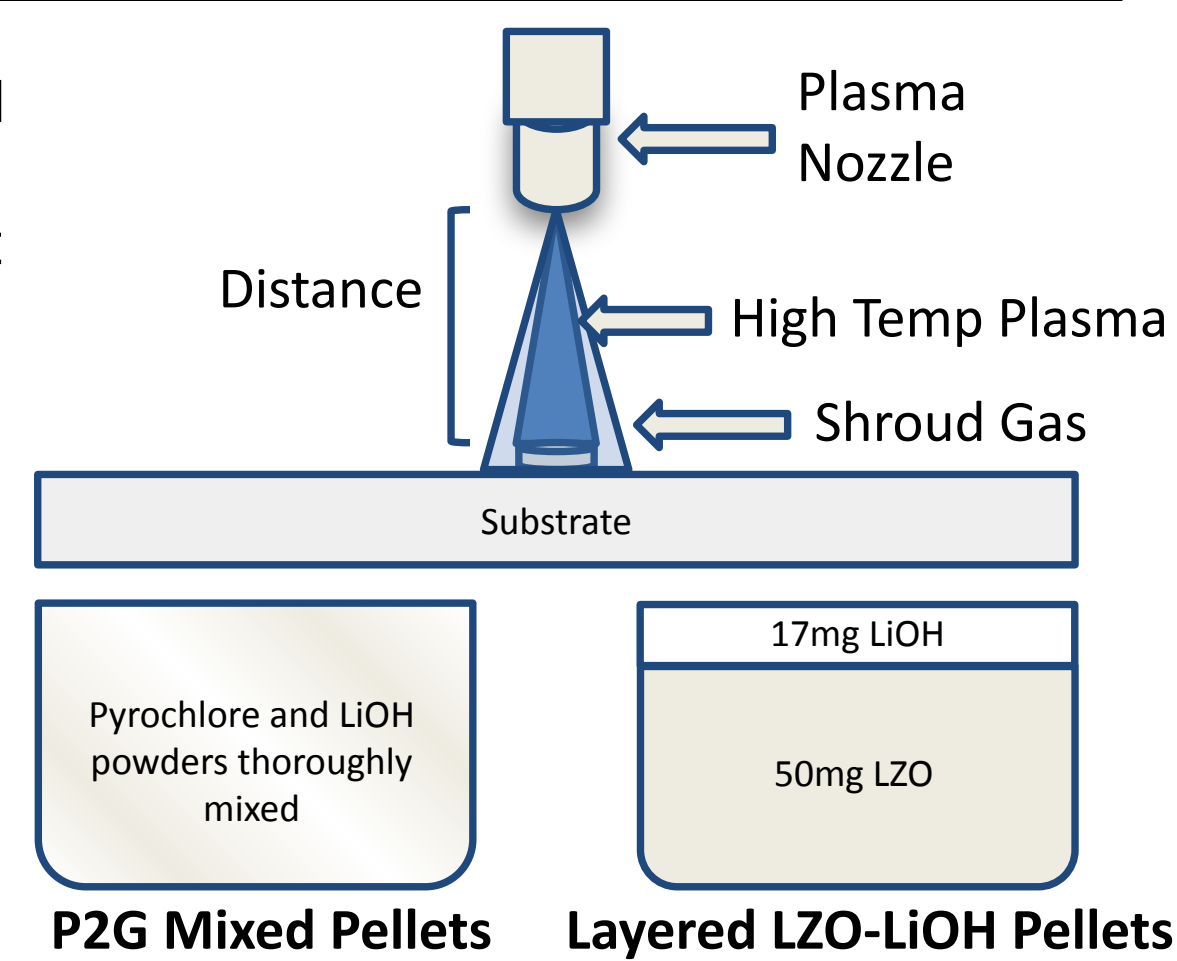 Plasma
Nozzle
Distance
High Temp Plasma
Shroud Gas
Substrate
Pyrochlore and LiOH
powders thoroughly
mixed
17mg LiOH
50mg LZO
P2G Mixed Pellets
Layered LZO-LiOH Pellets